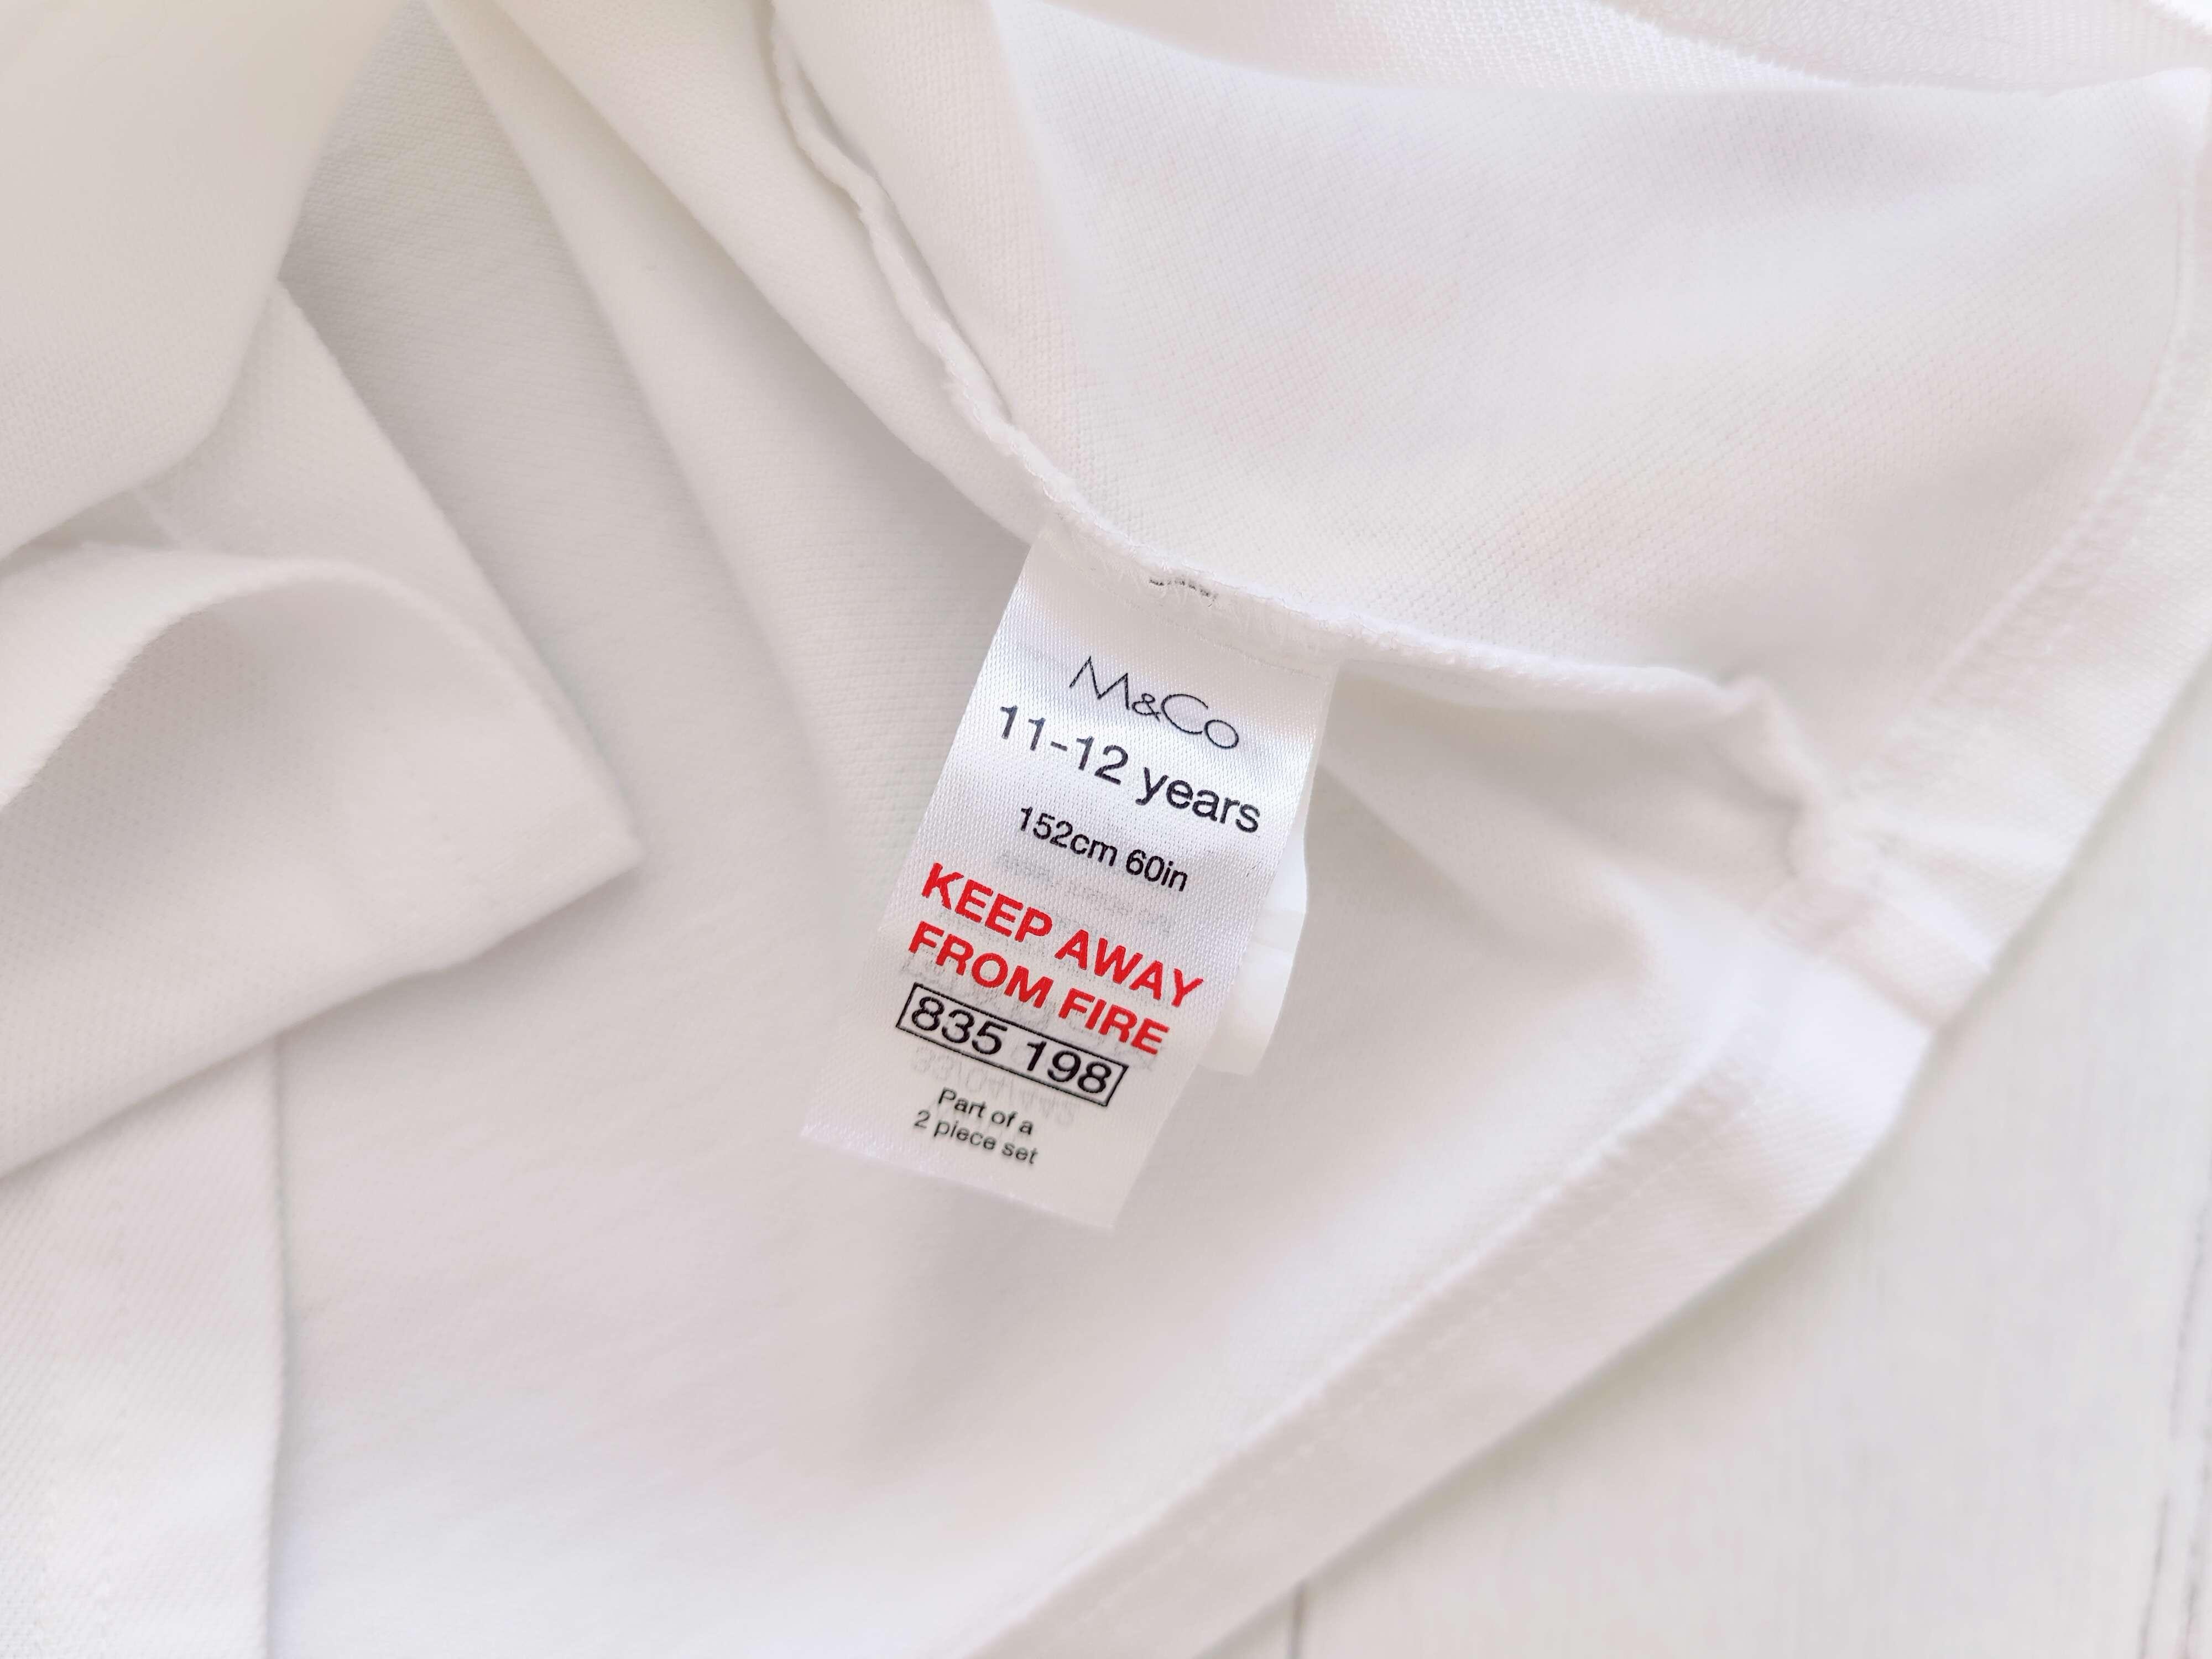 M&Co
11-12 years
152cm 60in
KEEP AWAY
FROM FIRE
835 198
Part of a
2 piece set